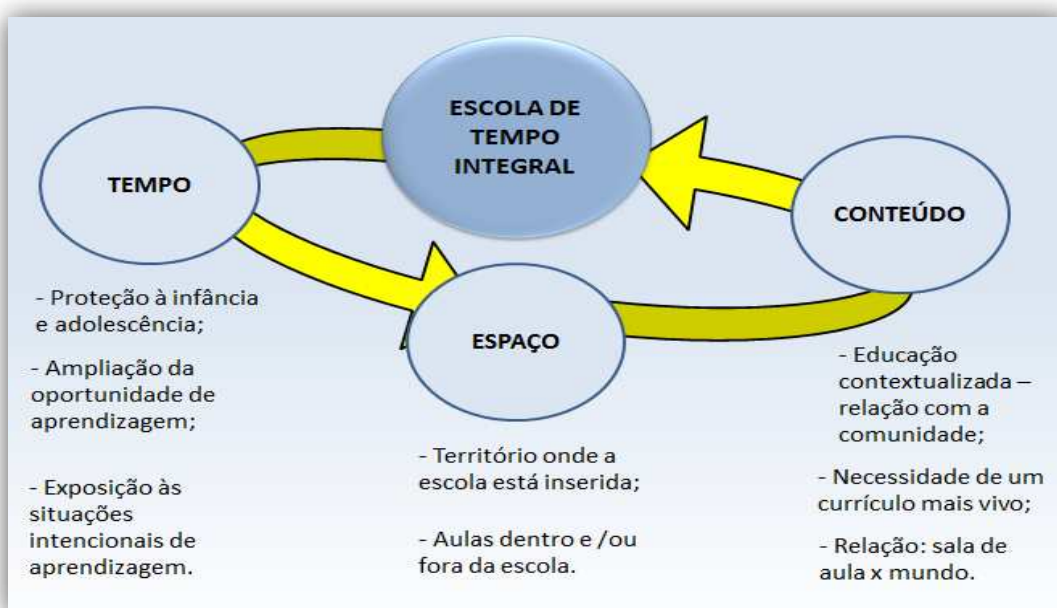 ESCOLA DE
TEMPO
INTEGRAL
TEMPO
- Proteção à infância
e adolescência;
- Ampliação da
oportunidade de
aprendizagem;
- Exposição às
situações
intencionais de
aprendizagem.
ESPAÇO
- Território onde a
escola está inserida;
- Aulas dentro e /ou
fora da escola.
CONTEÚDO
- Educação
contextualizada –
relação com a
comunidade;
- Necessidade de um
currículo mais vivo;
- Relação: sala de
aula x mundo.